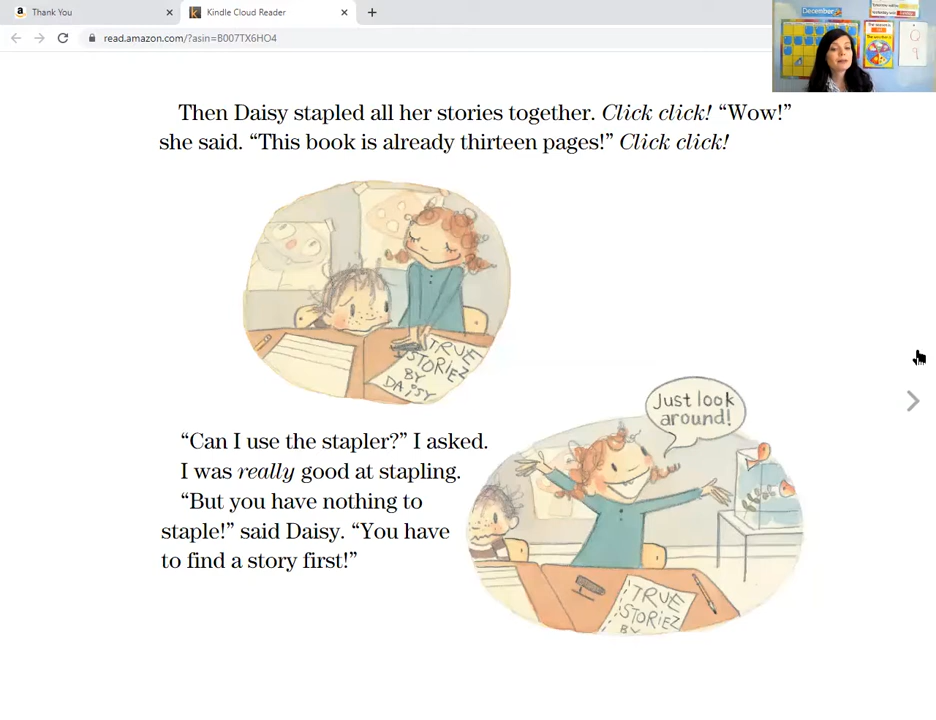 Thank You
Kindle Cloud Reader
read.amazon.com/?asin=B007TX6HO4
December
Then Daisy stapled all her stories together. Click click! “Wow!”
she said. “This book is already thirteen pages!” Click click!
TRUE
STORIEZ
BY
DAiSY
Just look
around!
“Can I use the stapler?” I asked.
I was really good at stapling.
“But you have nothing to
staple!” said Daisy. “You have
to find a story first!”
TRUE
STORiEZ
BY